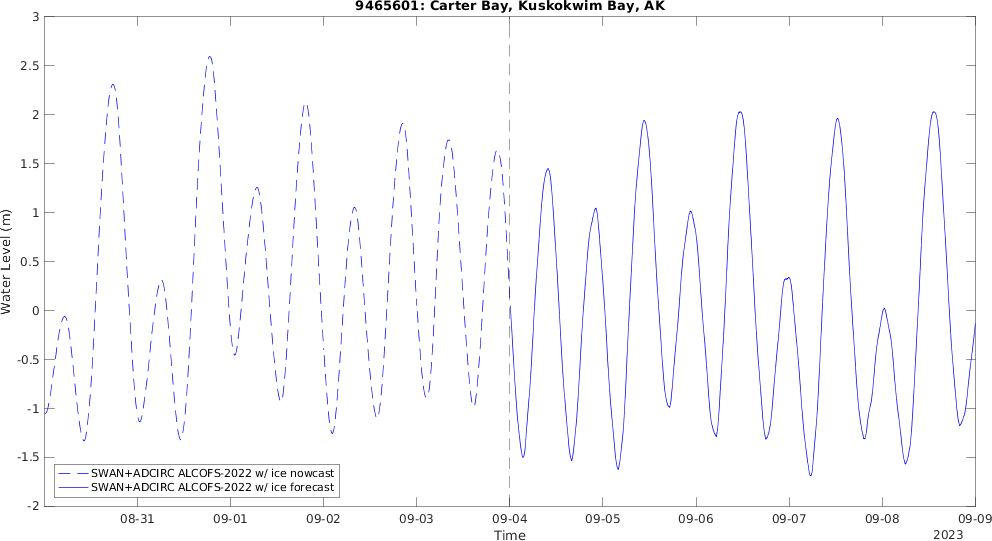 9465601: Carter Bay, Kuskokwim Bay, AK
3
2.5
2
1.5
1
0.5
0
-0.5
-1
-1.5
-2
Water Level (m)
SWAN+ADCIRC ALCOFS-2022 w/ ice nowcast
SWAN+ADCIRC ALCOFS-2022 w/ ice forecast
08-31 09-01 09-02 09-03 09-04 09-05 09-06 09-07 09-08 09-09
Time
2023